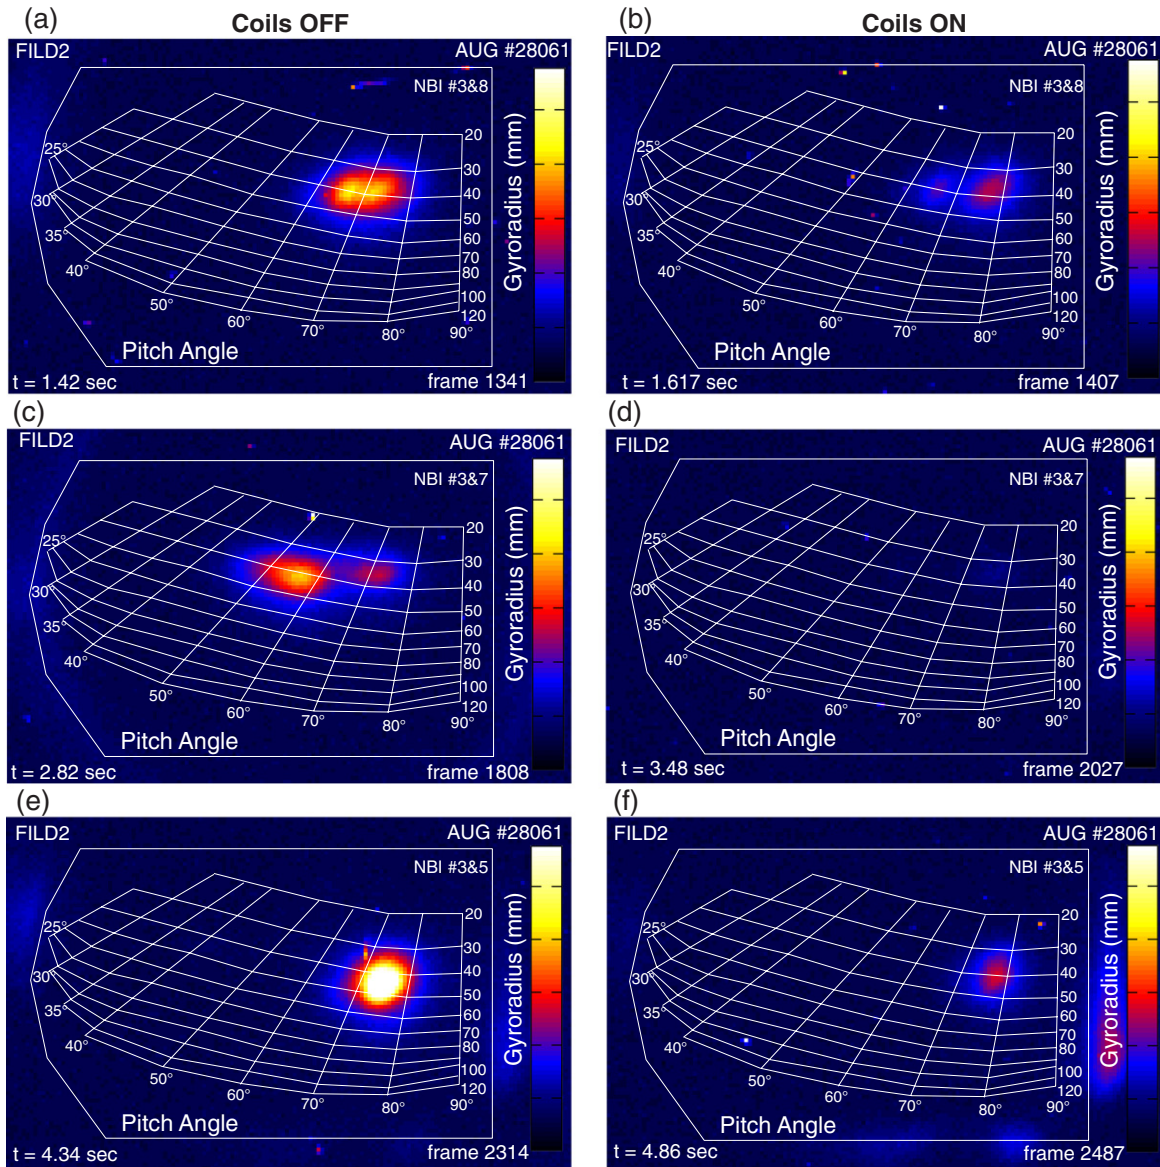 (a)
Coils OFF
(b)
Coils ON
FILD2
AUG #28061
NBI #3&8
20
30
40
50
60
70
80
100
120
25°
30°
35°
40°
50°
60°
70°
80°
90°
Gyroradius (mm)
Pitch Angle
t = 1.42 sec
frame 1341
FILD2
AUG #28061
NBI #3&8
20
30
40
50
60
70
80
100
120
25°
30°
35°
40°
50°
60°
70°
80°
90°
Gyroradius (mm)
Pitch Angle
t = 1.617 sec
frame 1407
(c)
(d)
FILD2
AUG #28061
NBI #3&7
20
30
40
50
60
70
80
100
120
25°
30°
35°
40°
50°
60°
70°
80°
90°
Gyroradius (mm)
Pitch Angle
t = 2.82 sec
frame 1808
FILD2
AUG #28061
NBI #3&7
20
30
40
50
60
70
80
100
120
25°
30°
35°
40°
50°
60°
70°
80°
90°
Gyroradius (mm)
Pitch Angle
t = 3.48 sec
frame 2027
(e)
(f)
FILD2
AUG #28061
NBI #3&5
20
30
40
50
60
70
80
100
120
25°
30°
35°
40°
50°
60°
70°
80°
90°
Gyroradius (mm)
Pitch Angle
t = 4.34 sec
frame 2314
FILD2
AUG #28061
NBI #3&5
20
30
40
50
60
70
80
100
120
25°
30°
35°
40°
50°
60°
70°
80°
90°
Gyroradius (mm)
Pitch Angle
t = 4.86 sec
frame 2487